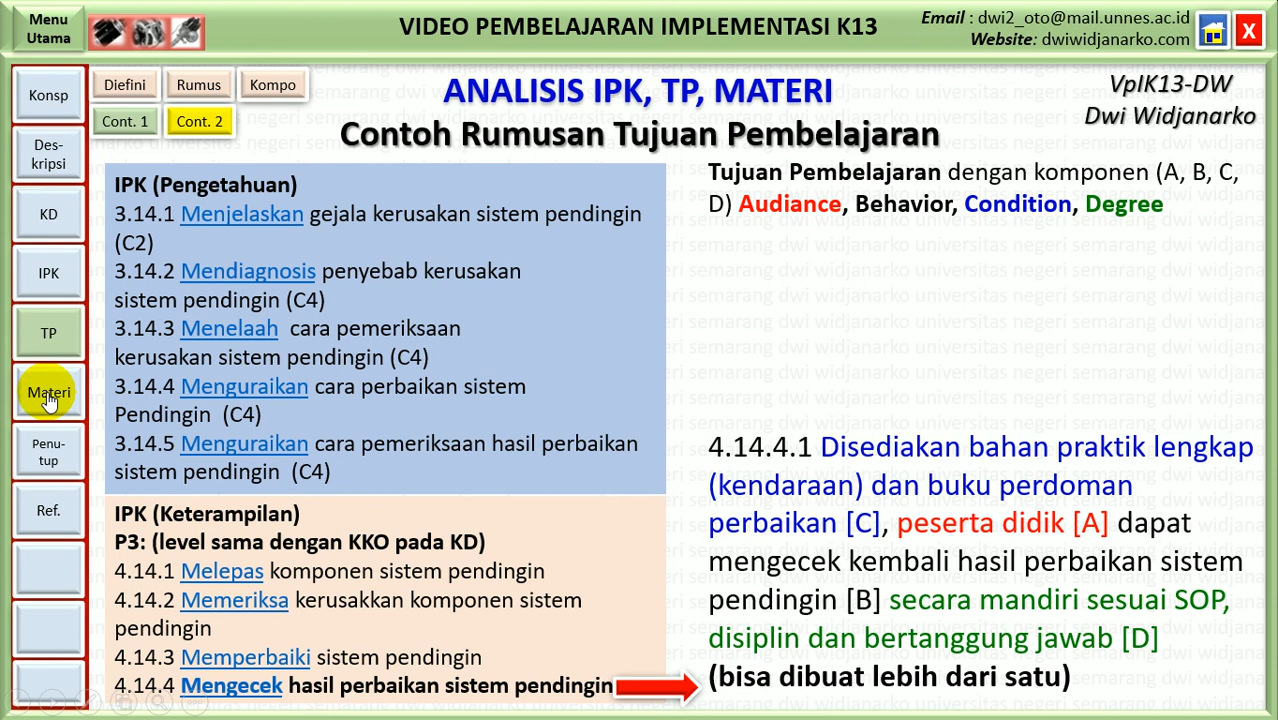 Menu
Utama
VIDEO PEMBELAJARAN IMPLEMENTASI K13
Email : dwi2_oto@mail.unnes.ac.id
Website: dwiwidjanarko.com
X
Konsp
Des-
kripsi
KD
IPK
TP
Materi
Penu-
tup
Ref.
Diefini
Rumus
Kompo
Cont. 1
Cont. 2
ANALISIS IPK, TP, MATERI
Contoh Rumusan Tujuan Pembelajaran
VpIK13-DW
Dwi Widjanarko
IPK (Pengetahuan)
3.14.1 Menjelaskan gejala kerusakan sistem pendingin
(C2)
3.14.2 Mendiagnosis penyebab kerusakan
sistem pendingin (C4)
3.14.3 Menelaah cara pemeriksaan
kerusakan sistem pendingin (C4)
3.14.4 Menguraikan cara perbaikan sistem
Pendingin (C4)
3.14.5 Menguraikan cara pemeriksaan hasil perbaikan
sistem pendingin (C4)
IPK (Keterampilan)
P3: (level sama dengan KKO pada KD)
4.14.1 Melepas komponen sistem pendingin
4.14.2 Memeriksa kerusakkan komponen sistem
pendingin
4.14.3 Memperbaiki sistem pendingin
4.14.4 Mengecek hasil perbaikan sistem pendingin
Tujuan Pembelajaran dengan komponen (A, B, C,
D) Audiance, Behavior, Condition, Degree
4.14.4.1 Disediakan bahan praktik lengkap
(kendaraan) dan buku perdoman
perbaikan [C], peserta didik [A] dapat
mengecek kembali hasil perbaikan sistem
pendingin [B] secara mandiri sesuai SOP,
disiplin dan bertanggung jawab [D]
(bisa dibuat lebih dari satu)